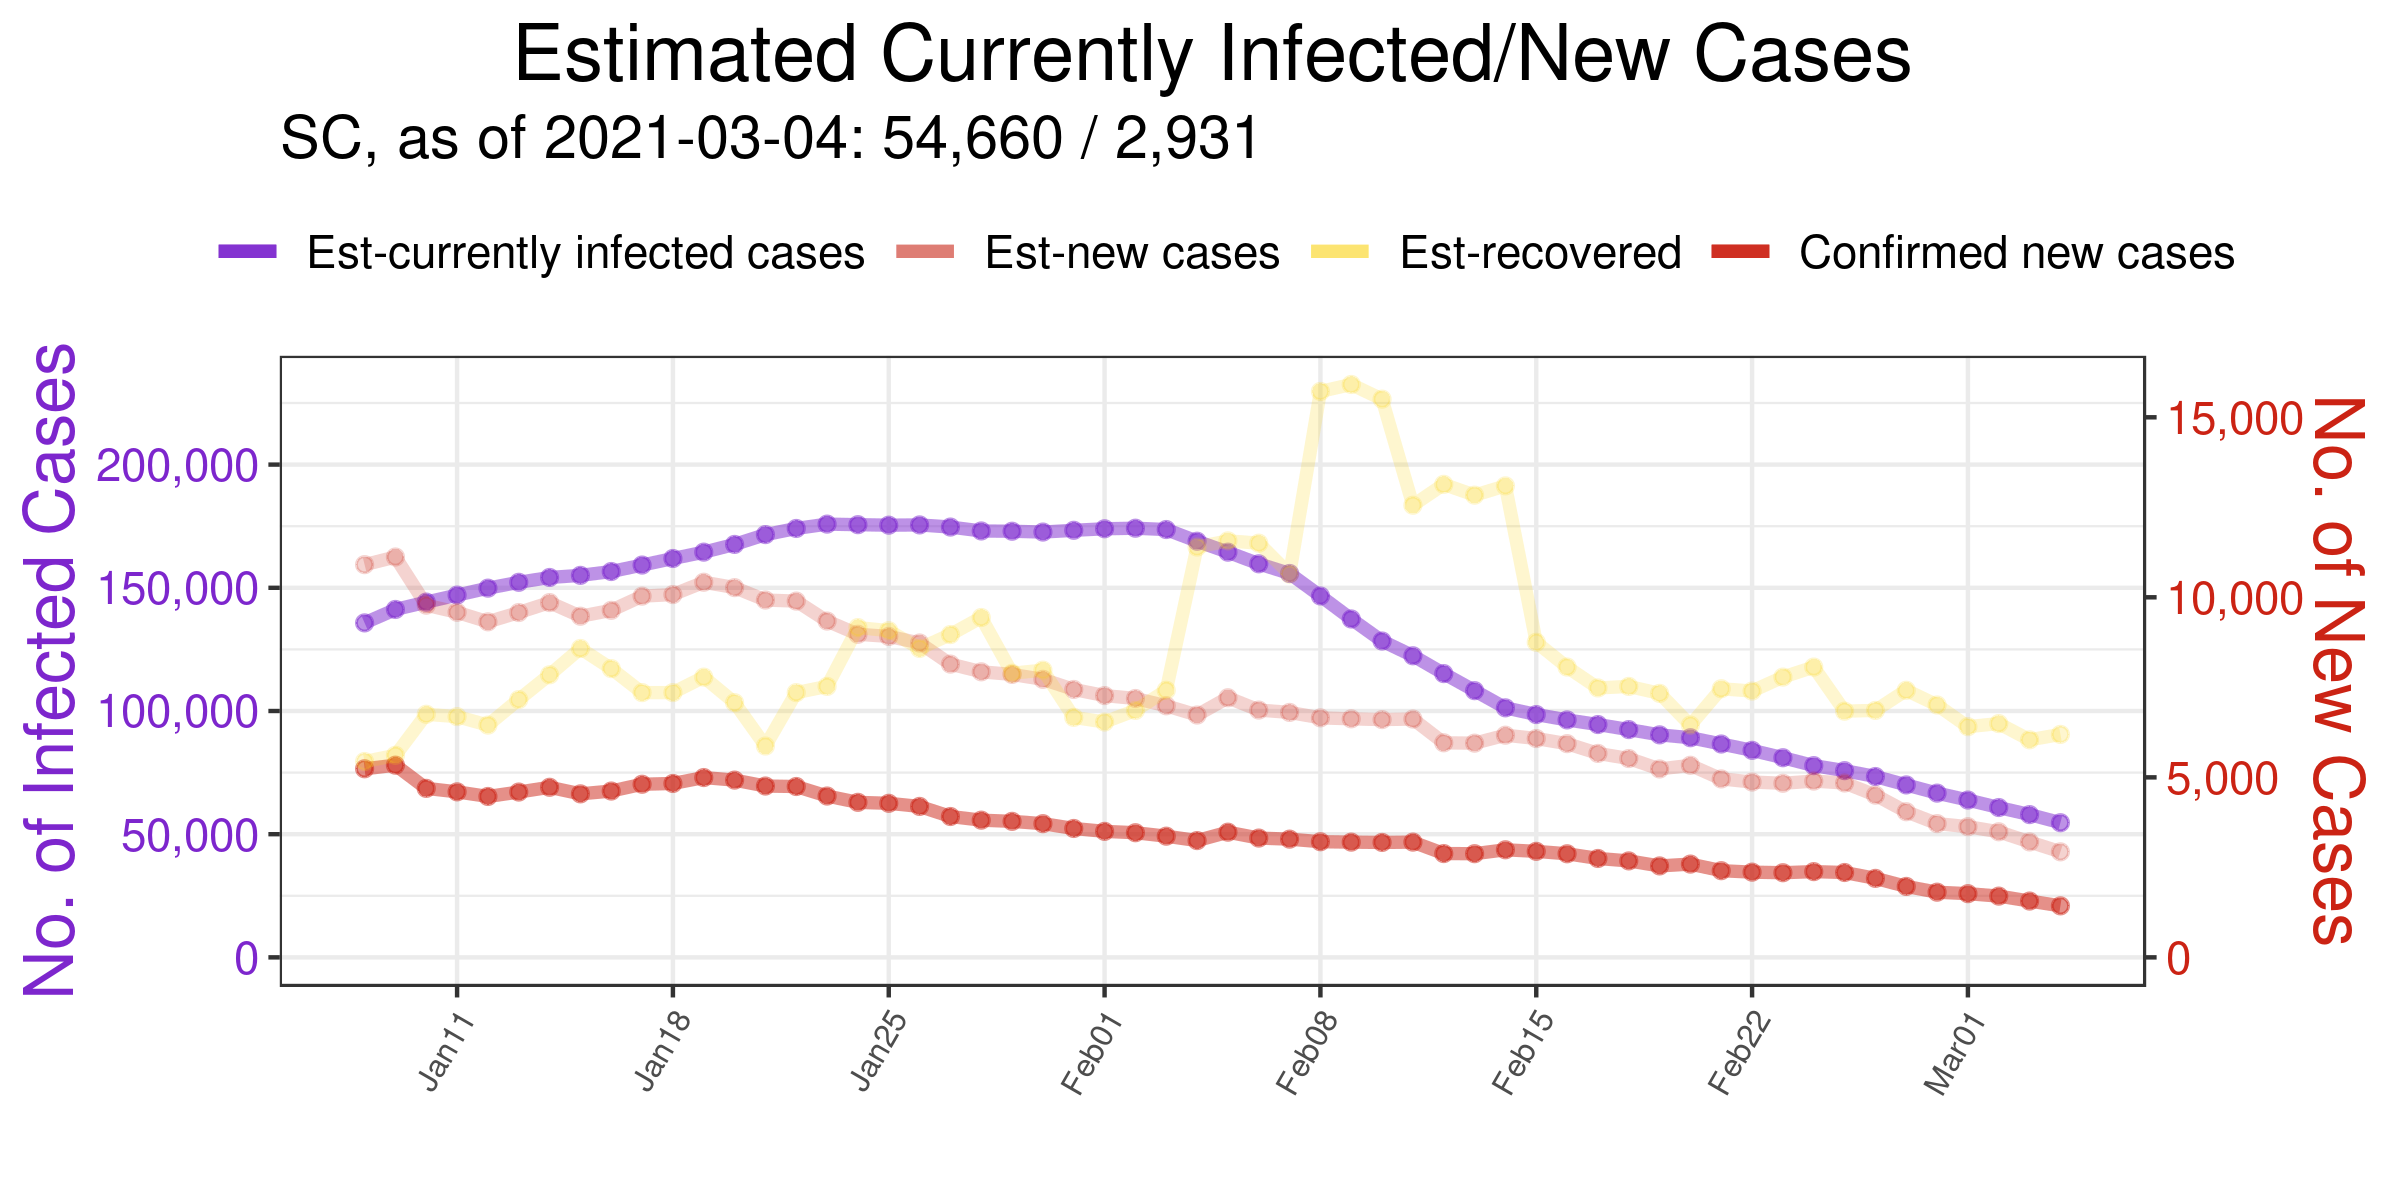 Estimated Currently Infected/New Cases
SC, as of 2021-03-04: 54,660 / 2,931
Est-currently infected cases Est-new cases Est-recovered Confirmed new cases
No. of Infected Cases
200,000
150,000
100,000
50,000
0
15,000
10,000
5,000
0
No. of New Cases
Jan11 Jan18 Jan25 Feb01 Feb08 Feb15 Feb22 Mar01